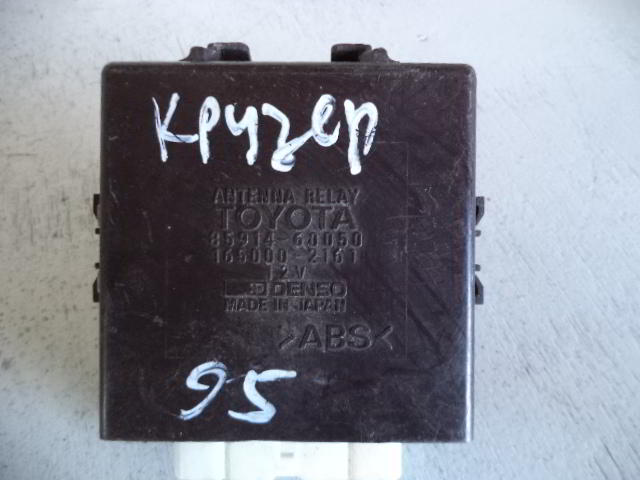 Крузер
ANTENNA RELAY
TOYOTA
85914-60050
165000-2161
12V
DENSO
MADE IN JAPAN
>ABS<
95